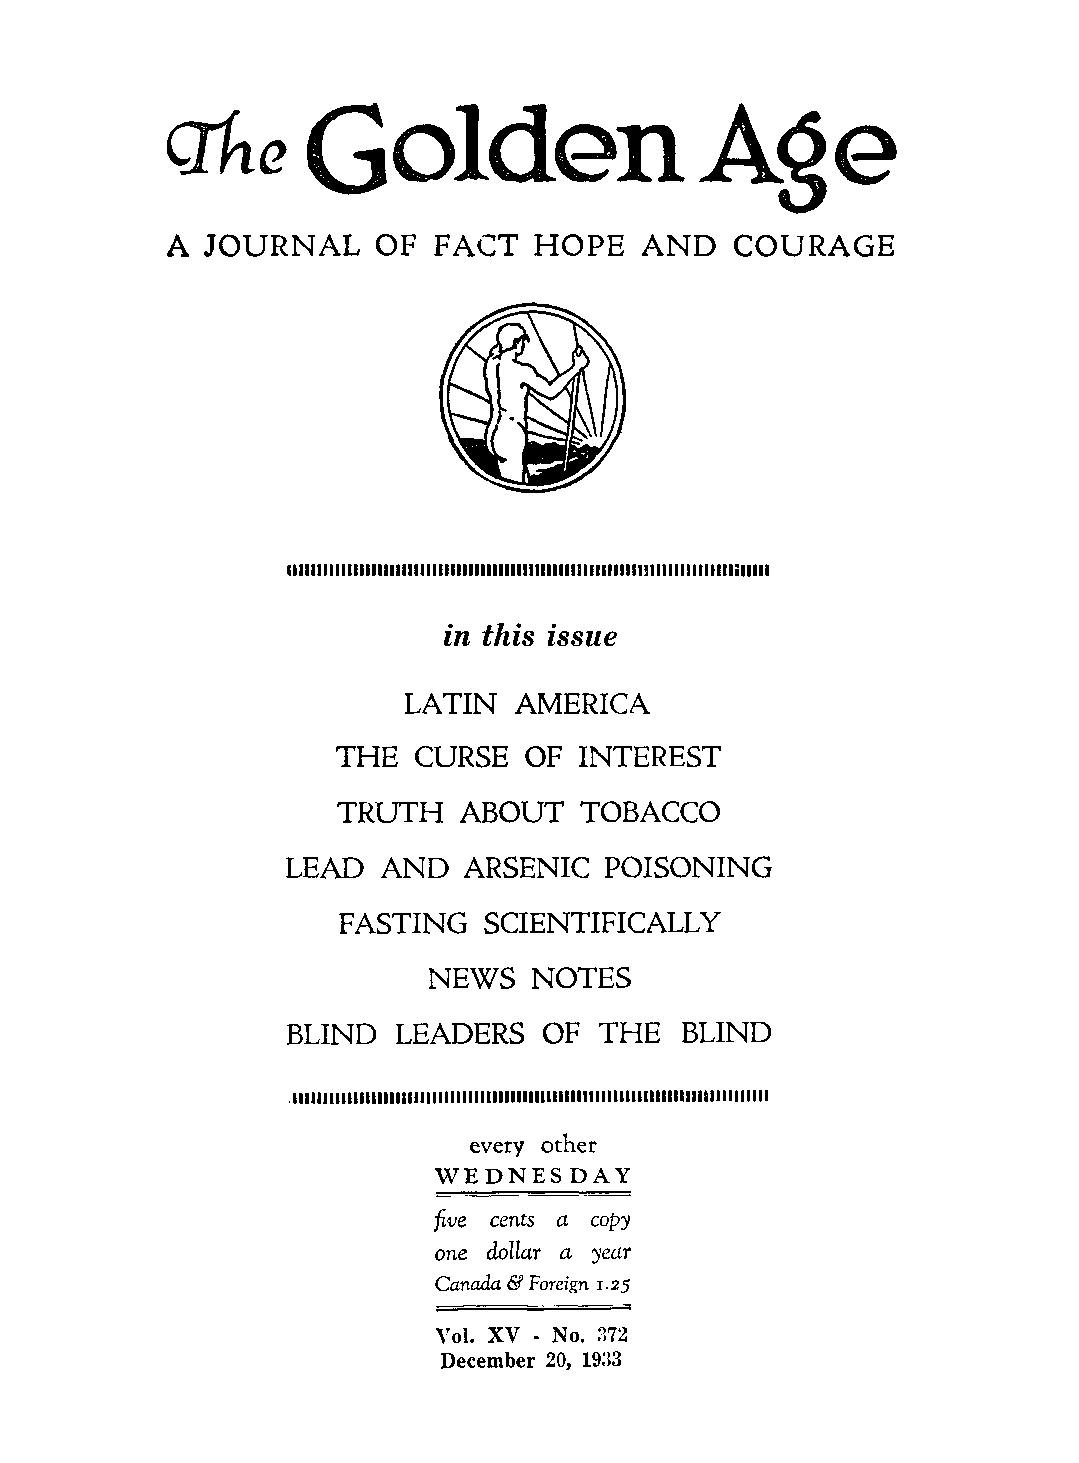 The Golden Age
A JOURNAL OF FACT HOPE AND COURAGE
in this issue
LATIN AMERICA
THE CURSE OF INTEREST
TRUTH ABOUT TOBACCO
LEAD AND ARSENIC POISONING
FASTING SCIENTIFICALLY
NEWS NOTES
BLIND LEADERS OF THE BLIND
every other
WEDNESDAY
five cents a copy
one dollar a year
Canada & Foreign 1.25
Vol. XV - No. 372
December 20, 1933